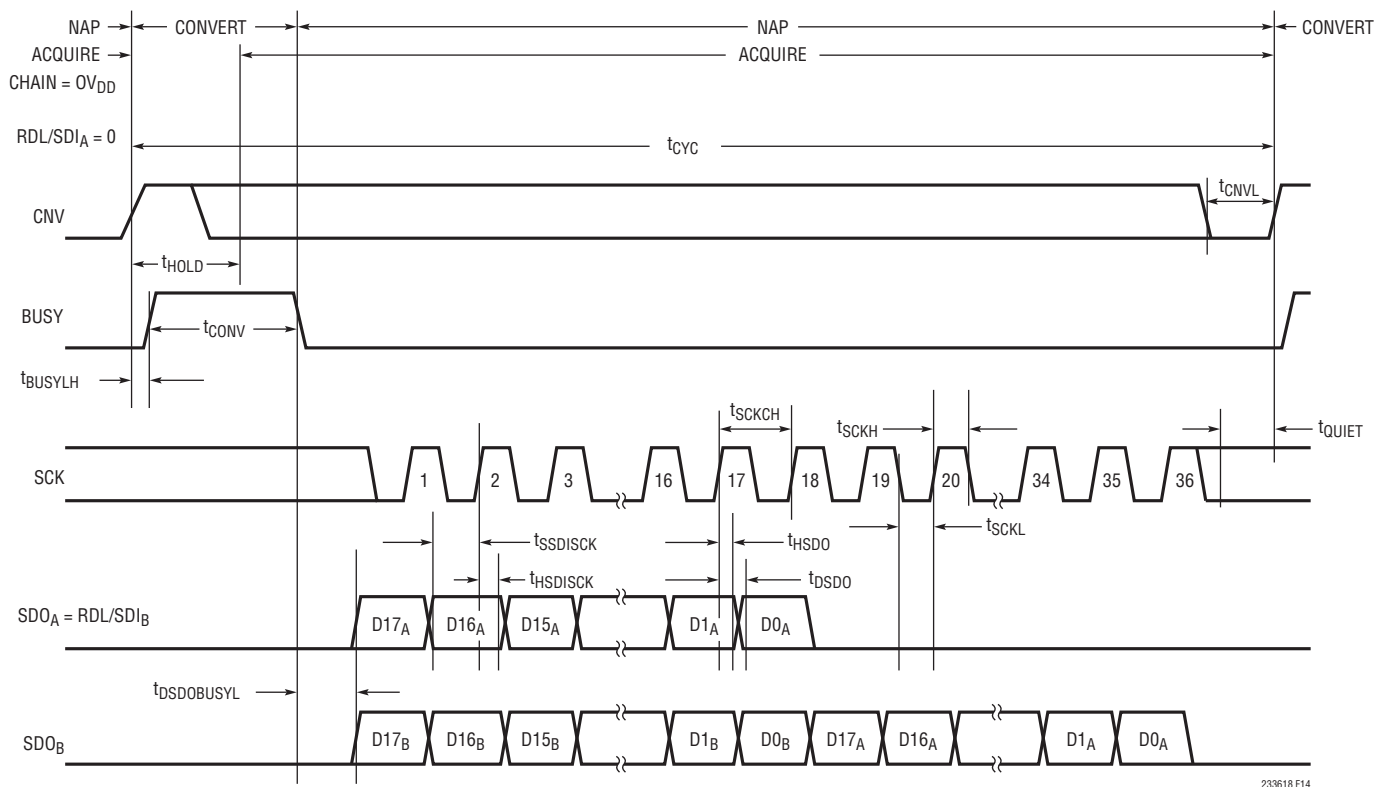 NAP CONVERT NAP CONVERT
ACQUIRE ACQUIRE
CHAIN = OVDD
RDL/SDIA = 0 tCYC
CNV tCNVL
tHOLD
BUSY tCONV
tBUSYLH
tSCKCH tSCKH tQUIET
SCK 1 2 3 16 17 18 19 20 34 35 36
tSSDISCK tHSDO tSCKL
tHSDISCK tDSDO
SDOA = RDL/SDIB D17A D16A D15A D1A D0A
tDSDOBUSYL
SDOB D17B D16B D15B D1B D0B D17A D16A D1A D0A
233618 F14